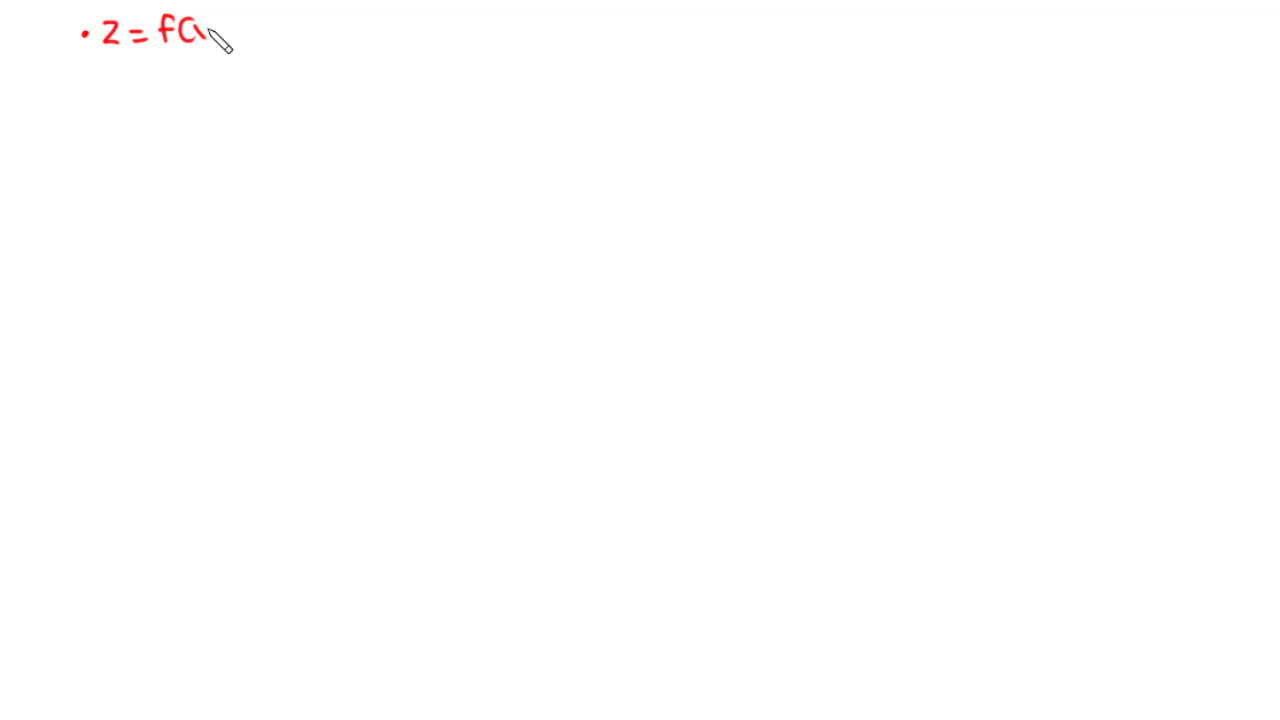 • z = f(